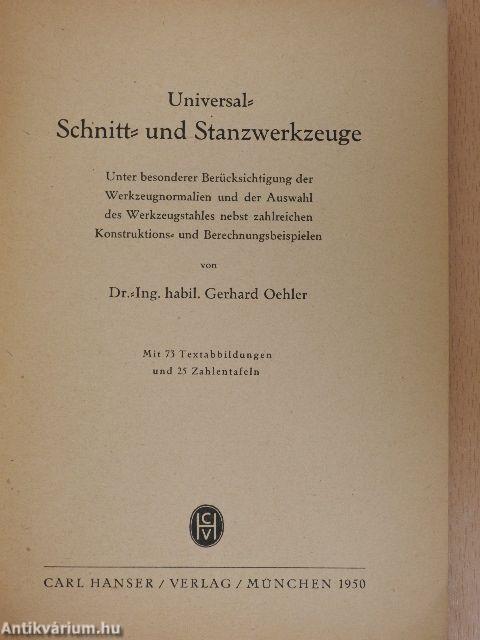 Universal-
Schnitt- und Stanzwerkzeuge
Unter besonderer Berücksichtigung der
Werkzeugnormalien und der Auswahl
des Werkzeugstahles nebst zahlreichen
Konstruktions- und Berechnungsbeispielen
von
Dr.-Ing. habil. Gerhard Oehler
Mit 73 Textabbildungen
und 25 Zahlentafeln
CHV
CARL HANSER / VERLAG / MÜNCHEN 1950
Antikvárium.hu